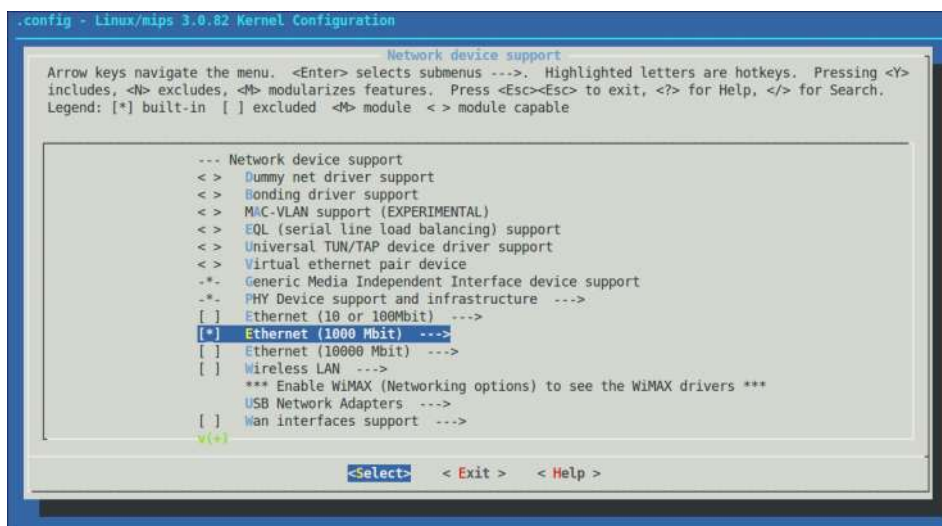 .config - Linux/mips 3.0.82 Kernel Configuration
Network device support
Arrow keys navigate the menu. <Enter> selects submenus --->. Highlighted letters are hotkeys. Pressing <Y>
includes, <N> excludes, <M> modularizes features. Press <Esc><Esc> to exit, <?> for Help, </> for Search.
Legend: [*] built-in [ ] excluded <M> module < > module capable
--- Network device support
< > Dummy net driver support
< > Bonding driver support
< > MAC-VLAN support (EXPERIMENTAL)
< > EQL (serial line load balancing) support
< > Universal TUN/TAP device driver support
< > Virtual ethernet pair device
-*- Generic Media Independent Interface device support
-*- PHY Device support and infrastructure --->
[ ] Ethernet (10 or 100Mbit) --->
[*] Ethernet (1000 Mbit) --->
[ ] Ethernet (10000 Mbit) --->
[ ] Wireless LAN --->
*** Enable WiMAX (Networking options) to see the WiMAX drivers ***
USB Network Adapters --->
[ ] Wan interfaces support --->
v(+)
<Select> < Exit > < Help >